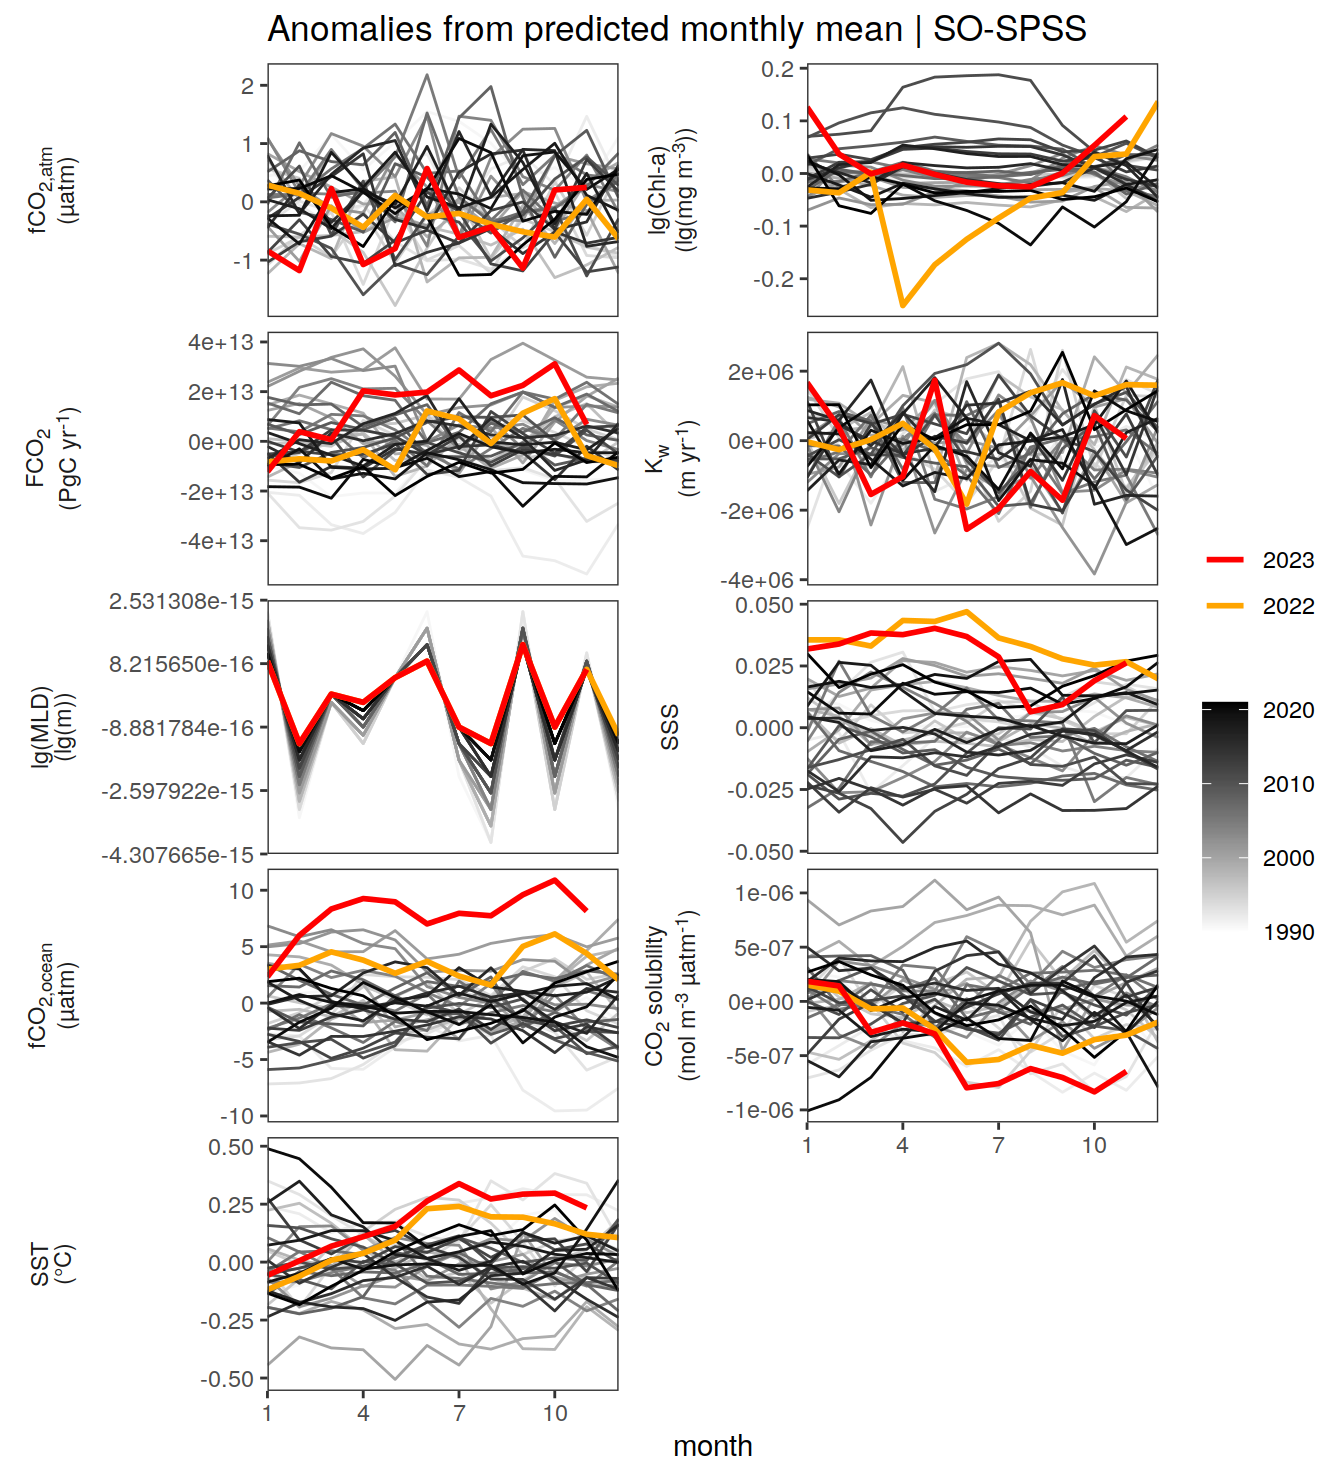 Anomalies from predicted monthly mean | SO-SPSS
fCO2,atm
(µatm)
2
1
0
-1
lg(Chl-a)
(lg(mg m-3))
0.2
0.1
0.0
-0.1
-0.2
FCO2
(PgC yr-1)
4e+13
2e+13
0e+00
-2e+13
-4e+13
Kw
(m yr-1)
2e+06
0e+00
-2e+06
-4e+06
lg(MLD)
(lg(m))
2.531308e-15
8.215650e-16
-8.881784e-16
-2.597922e-15
-4.307665e-15
SSS
0.050
0.025
0.000
-0.025
-0.050
fCO2,ocean
(µatm)
10
5
0
-5
-10
CO2 solubility
(mol m-3 µatm-1)
1e-06
5e-07
0e+00
-5e-07
-1e-06
1
4
7
10
SST
(°C)
0.50
0.25
0.00
-0.25
-0.50
1
4
7
10
month
2023
2022
2020
2010
2000
1990